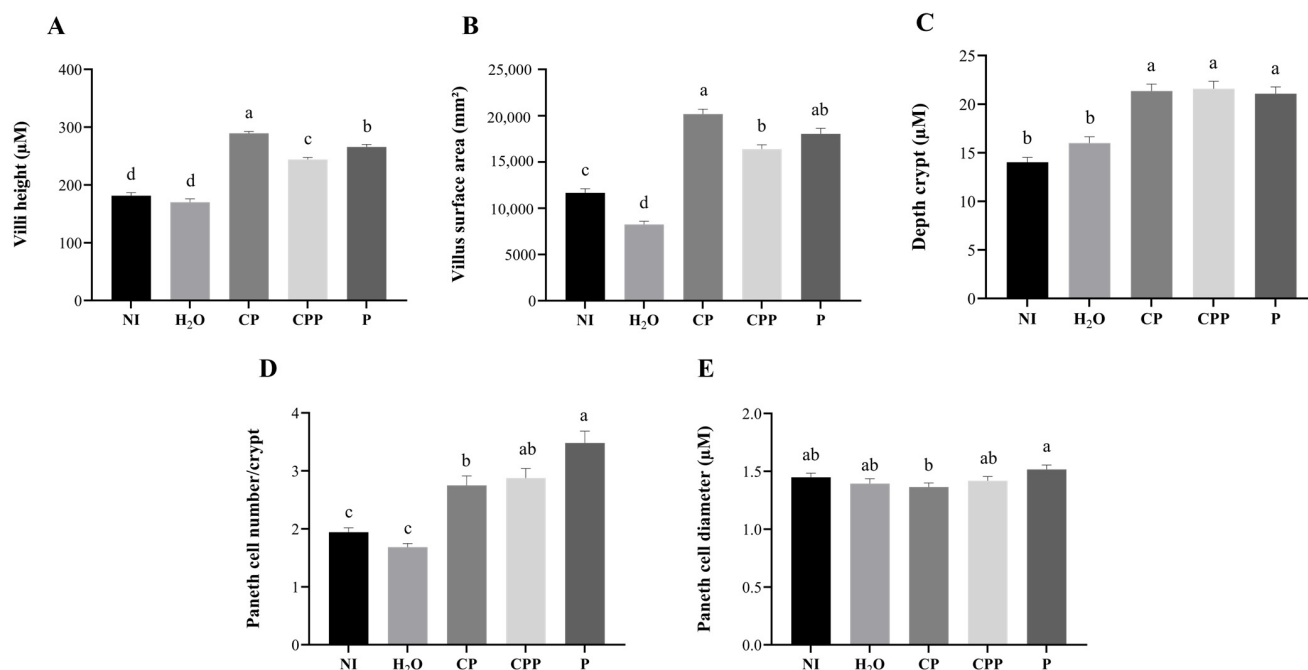 A
Villi height (µM)
400
300
200
100
0
d
d
a
c
b
NI H₂O CP CPP P
B
Villus surface area (mm²)
25,000
20,000
15,000
10,000
5000
0
c
d
a
b
ab
NI H₂O CP CPP P
C
Depth crypt (µM)
25
20
15
10
5
0
b
b
a
a
a
NI H₂O CP CPP P
D
Paneth cell number/crypt
4
3
2
1
0
c
c
b
ab
a
NI H₂O CP CPP P
E
Paneth cell diameter (µM)
2.0
1.5
1.0
0.5
0.0
ab
ab
b
ab
a
NI H₂O CP CPP P